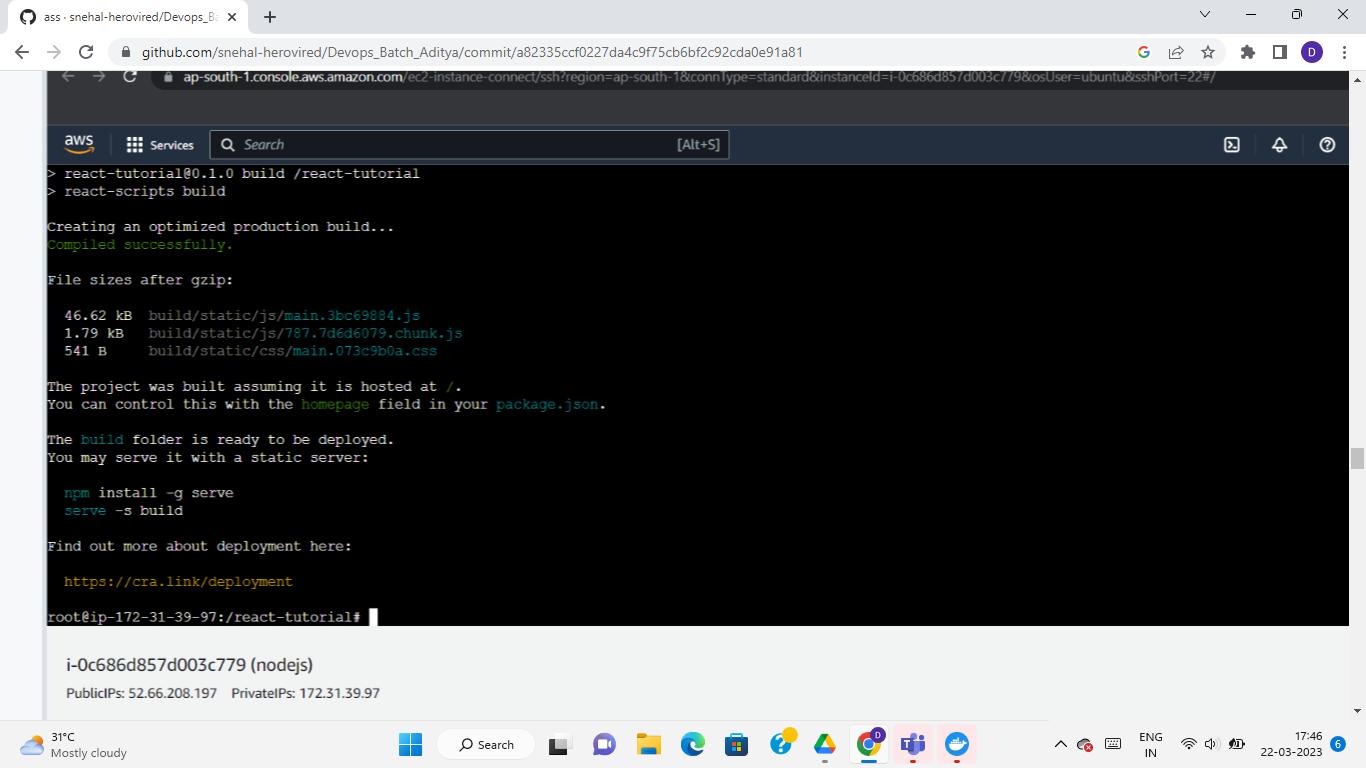 ass · snehal-herovired/Devops_Ba
github.com/snehal-herovired/Devops_Batch_Aditya/commit/a82335ccf0227da4c9f75cb6bf2c92cda0e91a81
D
ap-south-1.console.aws.amazon.com/ec2-instance-connect/ssh?region=ap-south-1&connType=standard&instanceId=i-0c686d857d003c779&osUser=ubuntu&sshPort=22#/
aws Services Search [Alt+S]
> react-tutorial@0.1.0 build /react-tutorial
> react-scripts build
Creating an optimized production build...
Compiled successfully.
File sizes after gzip:
46.62 kB build/static/js/main.3bc69884.js
1.79 kB build/static/js/787.7d6d6079.chunk.js
541 B build/static/css/main.073c9b0a.css
The project was built assuming it is hosted at /.
You can control this with the homepage field in your package.json.
The build folder is ready to be deployed.
You may serve it with a static server:
npm install -g serve
serve -s build
Find out more about deployment here:
https://cra.link/deployment
root@ip-172-31-39-97:/react-tutorial#
i-0c686d857d003c779 (nodejs)
PublicIPs: 52.66.208.197 PrivateIPs: 172.31.39.97
31°C
Mostly cloudy
Search
D
ENG
IN
17:46
22-03-2023
6